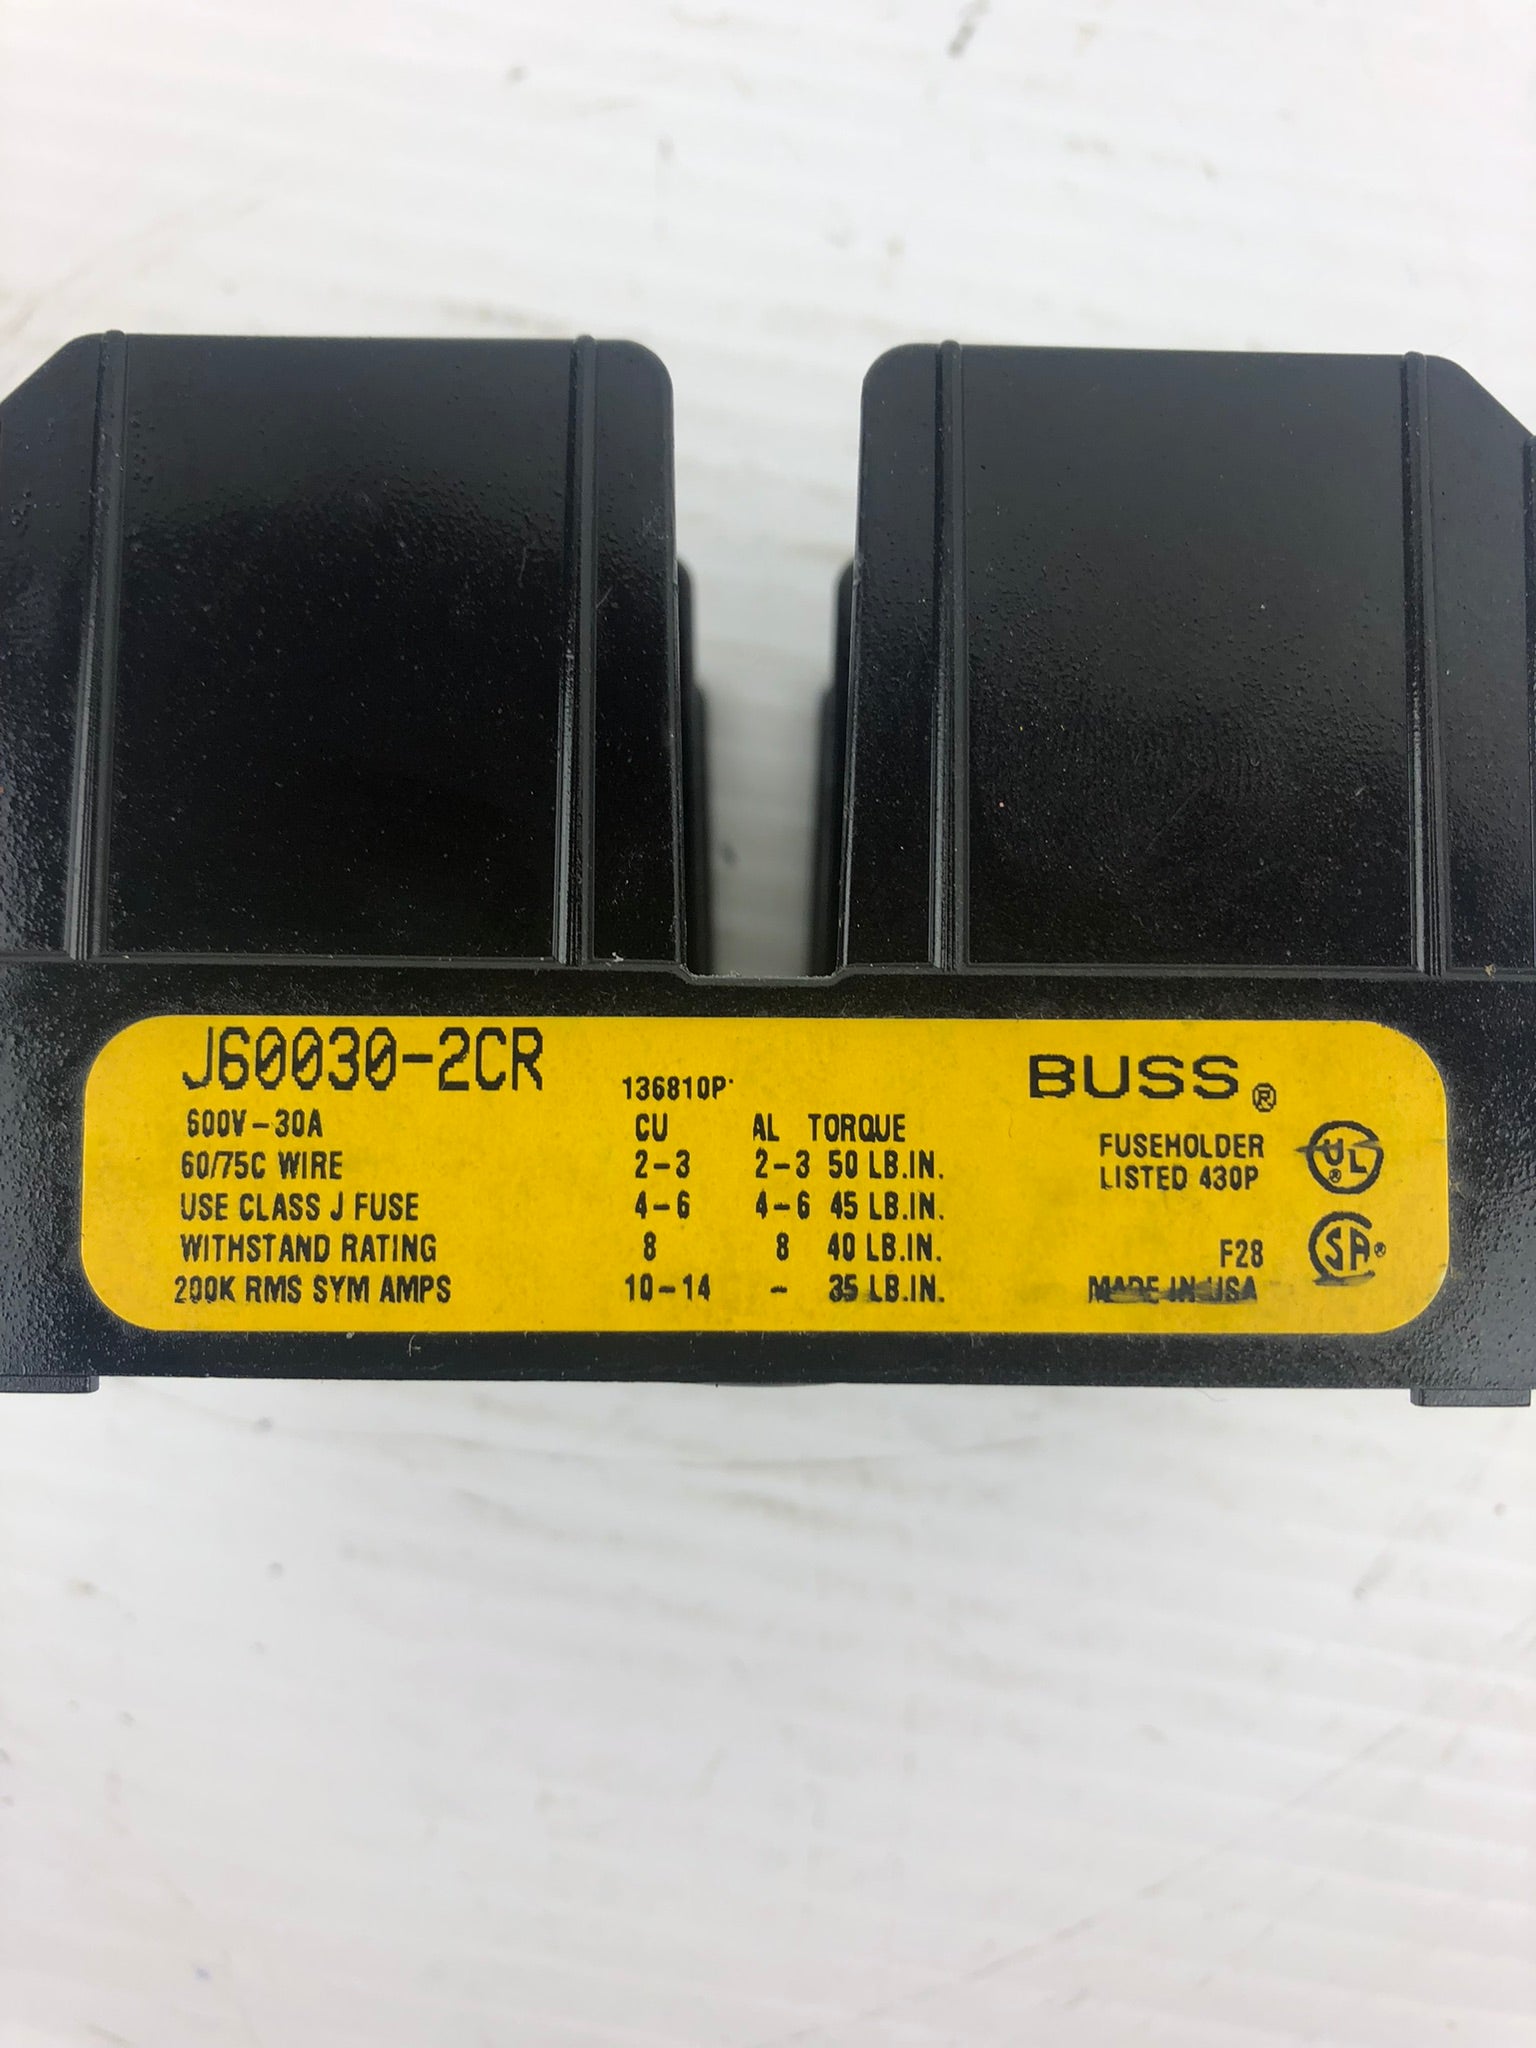 J60030-2CR 136810P BUSS®
600V-30A CU AL TORQUE
60/75C WIRE 2-3 2-3 50 LB.IN.
USE CLASS J FUSE 4-6 4-6 45 LB.IN.
WITHSTAND RATING 8 8 40 LB.IN.
200K RMS SYM AMPS 10-14 - 35 LB.IN.
FUSEHOLDER
LISTED 430P
UL®
F28
SA®
MADE IN USA